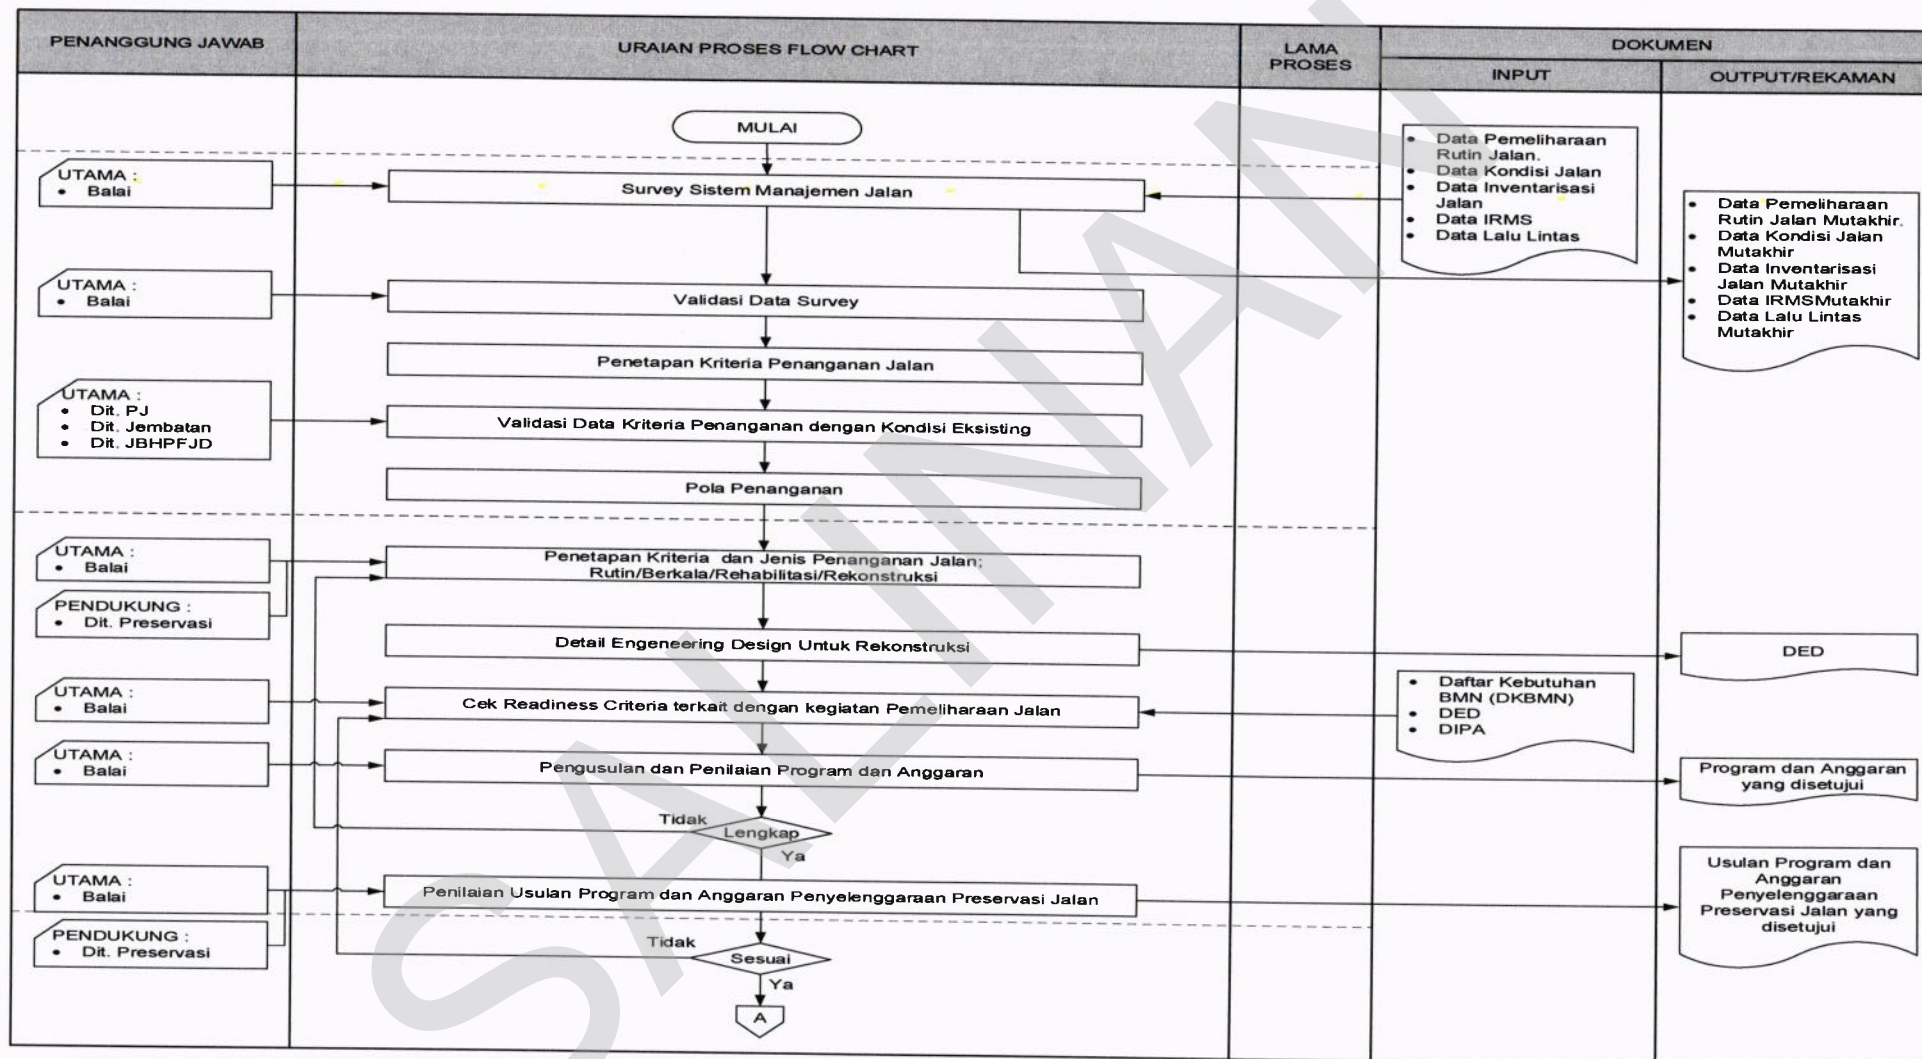 PENANGGUNG JAWAB
URAIAN PROSES FLOW CHART
LAMA
PROSES
DOKUMEN
INPUT
OUTPUT/REKAMAN
MULAI
UTAMA :
• Balai
Survey Sistem Manajemen Jalan
• Data Pemeliharaan
Rutin Jalan.
• Data Kondisi Jalan
• Data Inventarisasi
Jalan
• Data IRMS
• Data Lalu Lintas
• Data Pemeliharaan
Rutin Jalan Mutakhir.
• Data Kondisi Jalan
Mutakhir
• Data Inventarisasi
Jalan Mutakhir
• Data IRMSMutakhir
• Data Lalu Lintas
Mutakhir
UTAMA :
• Balai
Validasi Data Survey
Penetapan Kriteria Penanganan Jalan
UTAMA :
• Dit. PJ
• Dit. Jembatan
• Dit. JBHPFJD
Validasi Data Kriteria Penanganan dengan Kondisi Eksisting
Pola Penanganan
UTAMA :
• Balai
Penetapan Kriteria dan Jenis Penanganan Jalan;
Rutin/Berkala/Rehabilitasi/Rekonstruksi
PENDUKUNG :
• Dit. Preservasi
Detail Engeneering Design Untuk Rekonstruksi
DED
UTAMA :
• Balai
Cek Readiness Criteria terkait dengan kegiatan Pemeliharaan Jalan
• Daftar Kebutuhan
BMN (DKBMN)
• DED
• DIPA
UTAMA :
• Balai
Pengusulan dan Penilaian Program dan Anggaran
Program dan Anggaran
yang disetujui
Tidak
Lengkap
Ya
UTAMA :
• Balai
Penilaian Usulan Program dan Anggaran Penyelenggaraan Preservasi Jalan
Usulan Program dan
Anggaran
Penyelenggaraan
Preservasi Jalan yang
disetujui
PENDUKUNG :
• Dit. Preservasi
Tidak
Sesuai
Ya
A
SALINAN